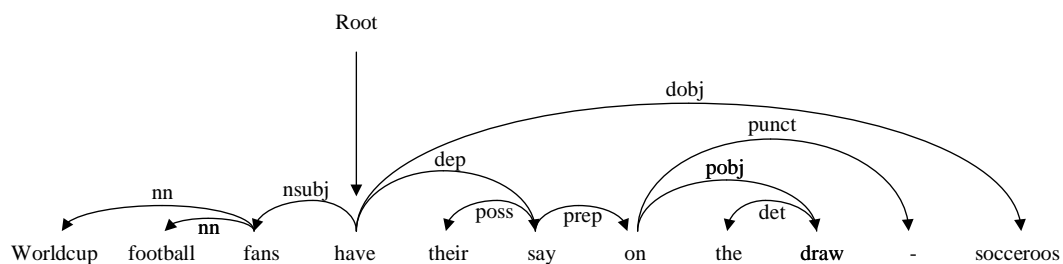 Root
dobj
punct
dep
pobj
nn
nsubj
poss
prep
det
nn
Worldcup football fans have their say on the draw - socceroos